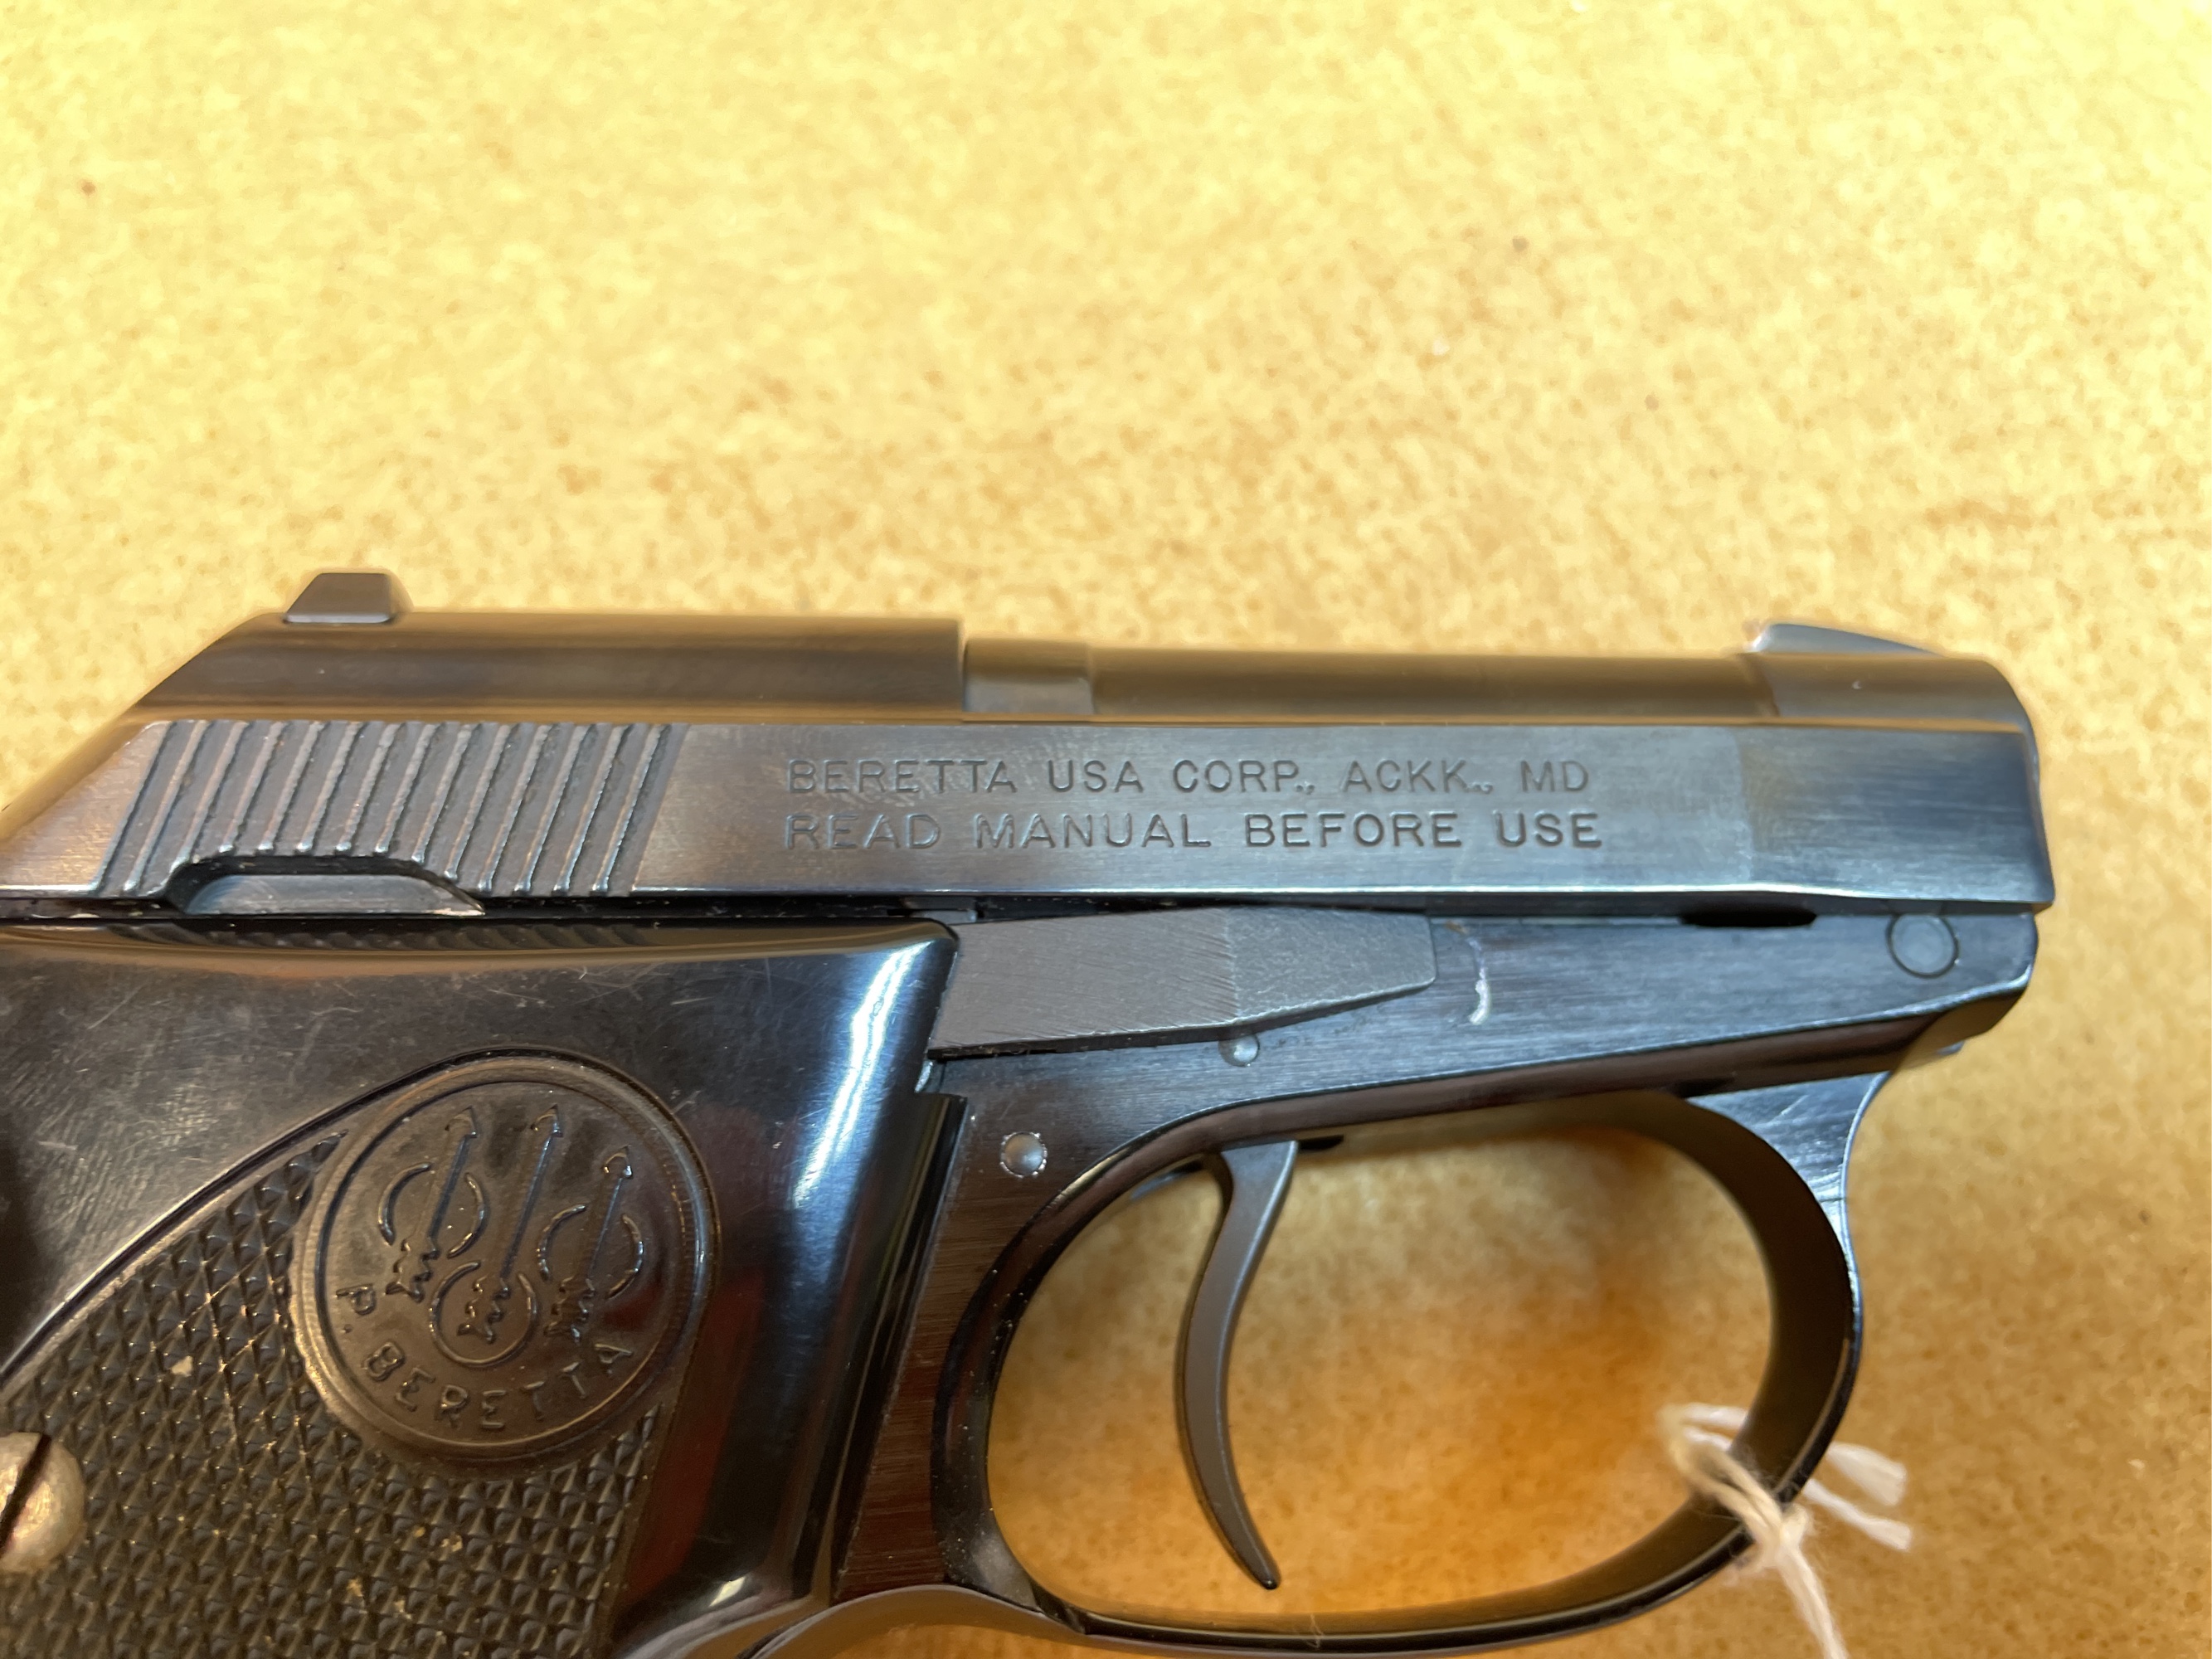 BERETTA USA CORP., ACKK., MD
READ MANUAL BEFORE USE
P. BERETTA